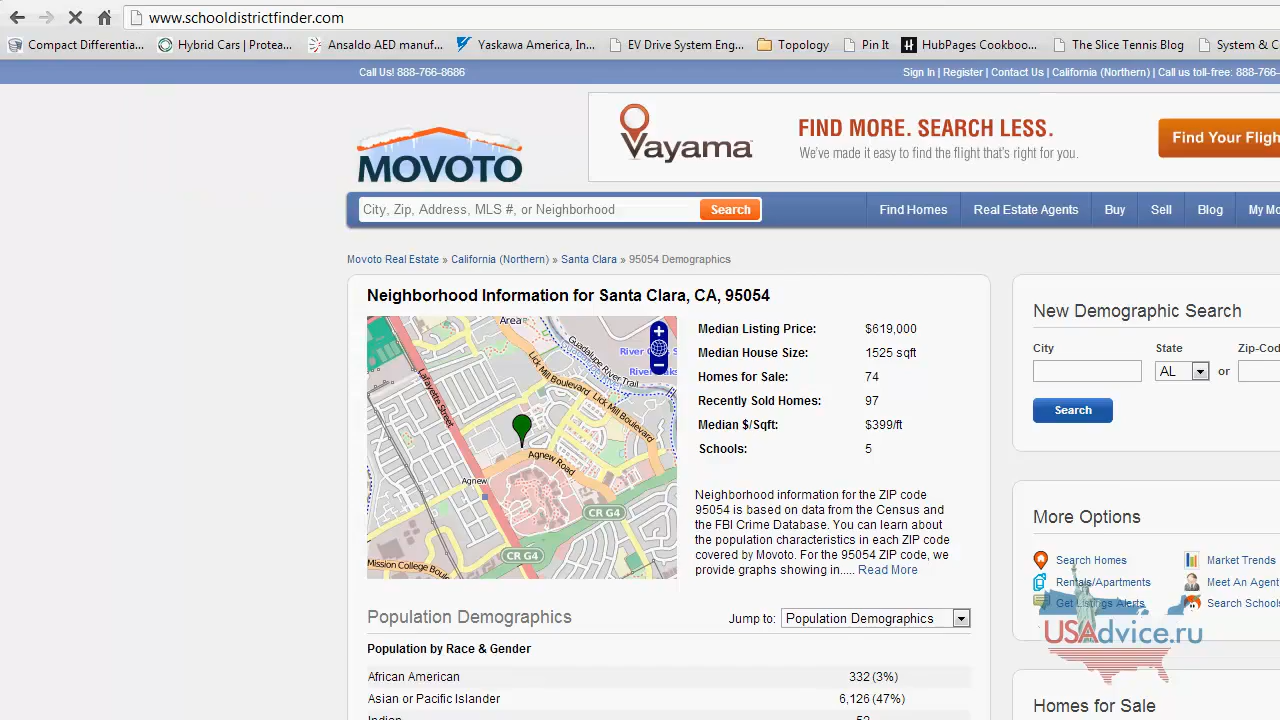 www.schooldistrictfinder.com
Compact Differentia... Hybrid Cars | Protea... Ansaldo AED manuf... Yaskawa America, In... EV Drive System Eng... Topology Pin It HubPages Cookboo... The Slice Tennis Blog System & C
Call Us! 888-766-8686
Sign In | Register | Contact Us | California (Northern) | Call us toll-free: 888-766-
Vayama
FIND MORE. SEARCH LESS.
We've made it easy to find the flight that's right for you.
Find Your Fligh
MOVOTO
City, Zip, Address, MLS #, or Neighborhood
Search
Find Homes Real Estate Agents Buy Sell Blog My Mo
Movoto Real Estate » California (Northern) » Santa Clara » 95054 Demographics
Neighborhood Information for Santa Clara, CA, 95054
Area
Guadalupe River Trail
River
River
Lick Mill Boulevard
Lick Mill Boulevard
Lafayette Street
Agnew Road
Agnew
CR G4
CR G4
Mission College Boul
Median Listing Price: $619,000
Median House Size: 1525 sqft
Homes for Sale: 74
Recently Sold Homes: 97
Median $/Sqft: $399/ft
Schools: 5
Neighborhood information for the ZIP code
95054 is based on data from the Census and
the FBI Crime Database. You can learn about
the population characteristics in each ZIP code
covered by Movoto. For the 95054 ZIP code, we
provide graphs showing in..... Read More
Population Demographics
Jump to: Population Demographics
Population by Race & Gender
African American 332 (3%)
Asian or Pacific Islander 6,126 (47%)
Indian 52
New Demographic Search
City State Zip-Cod
AL or
Search
More Options
Search Homes Market Trends
Rentals/Apartments Meet An Agent
Get Listings Alerts Search Schools
USAdvice.ru
Homes for Sale